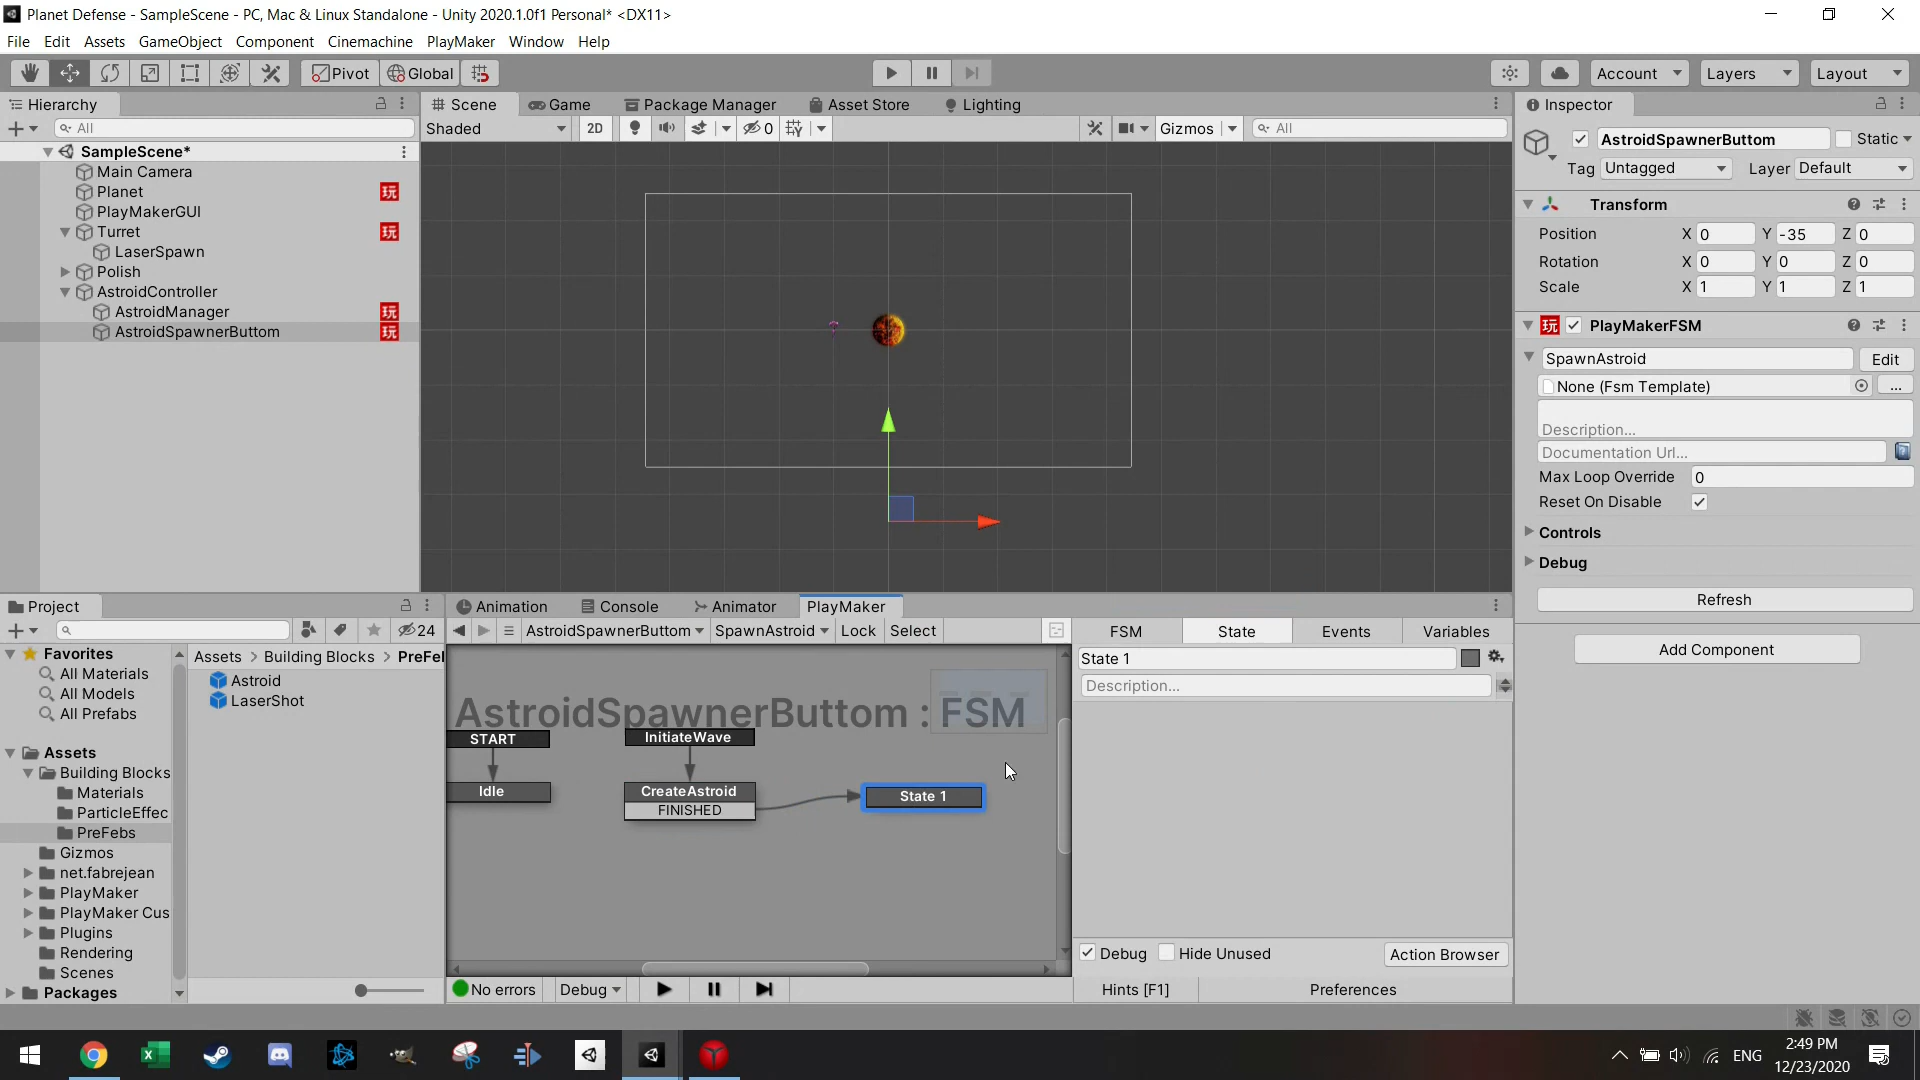 Planet Defense - SampleScene - PC, Mac & Linux Standalone - Unity 2020.1.0f1 Personal* <DX11>
File Edit Assets GameObject Component Cinemachine PlayMaker Window Help
Pivot Global Account Layers Layout
Hierarchy
All
SampleScene*
Main Camera
Planet 玩
PlayMakerGUI
Turret 玩
LaserSpawn
Polish
AstroidController
AstroidManager 玩
AstroidSpawnerButtom 玩
Scene Game Package Manager Asset Store Lighting
Shaded 2D 0 Gizmos All
Inspector
AstroidSpawnerButtom Static
Tag Untagged Layer Default
Transform
Position X 0 Y -35 Z 0
Rotation X 0 Y 0 Z 0
Scale X 1 Y 1 Z 1
玩 PlayMakerFSM
SpawnAstroid Edit
None (Fsm Template) ...
Description...
Documentation Url...
Max Loop Override 0
Reset On Disable
Controls
Debug
Refresh
Add Component
Project
24
Favorites
All Materials
All Models
All Prefabs
Assets
Building Blocks
Materials
ParticleEffec
PreFebs
Gizmos
net.fabrejean
PlayMaker
PlayMaker Cus
Plugins
Rendering
Scenes
Packages
Assets > Building Blocks > PreFel
Astroid
LaserShot
Animation Console Animator PlayMaker
AstroidSpawnerButtom SpawnAstroid Lock Select
AstroidSpawnerButtom : FSM
START
Idle
InitiateWave
CreateAstroid
FINISHED
State 1
FSM State Events Variables
State 1
Description...
Debug Hide Unused Action Browser
No errors Debug
Hints [F1] Preferences
ENG
2:49 PM
12/23/2020